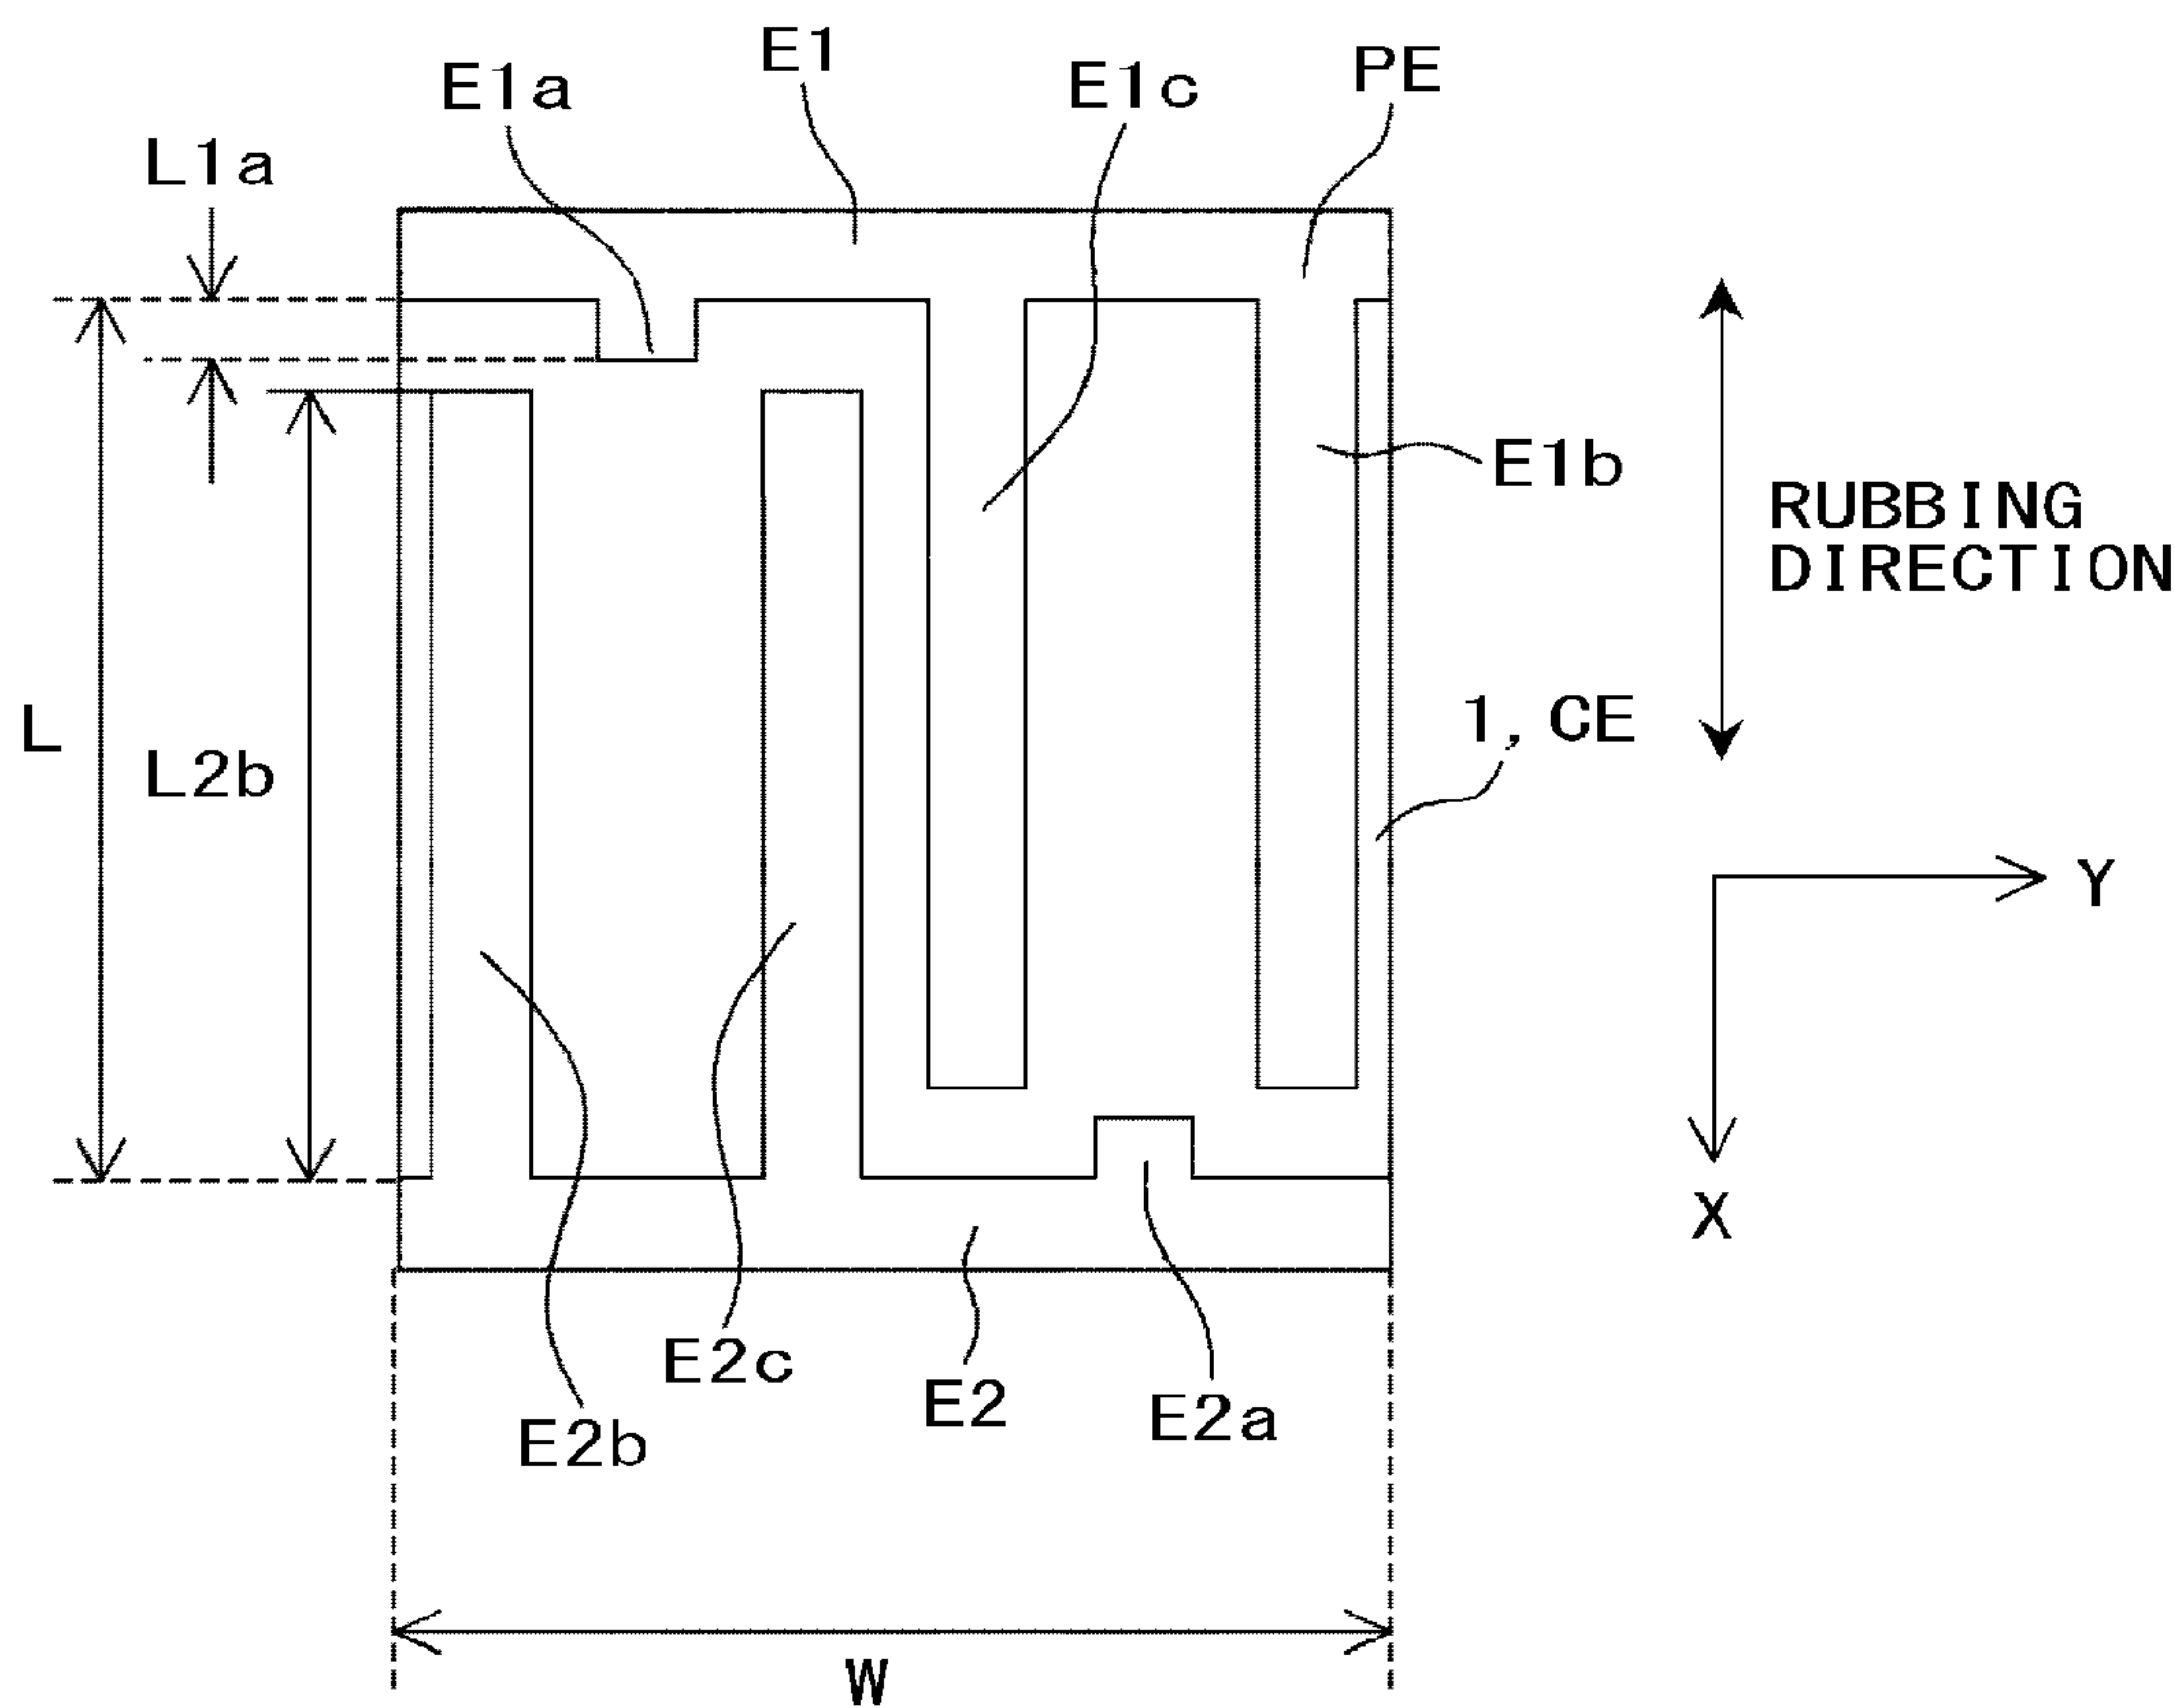 E1
E1a
E1c
PE
L1a
E1b
RUBBING
DIRECTION
L
L2b
1, CE
Y
X
E2c
E2
E2a
E2b
W